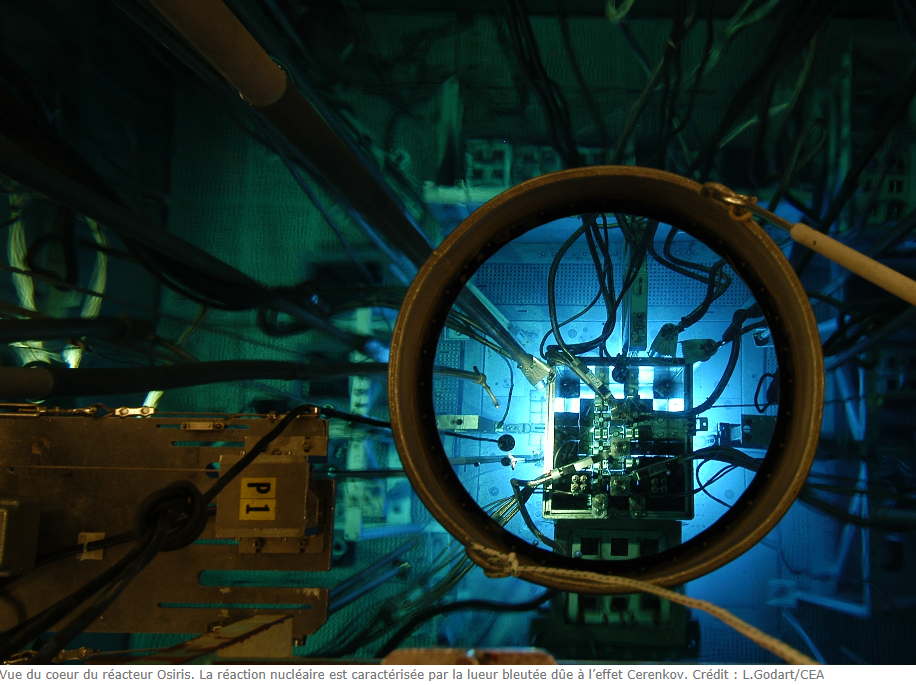 P1
Vue du coeur du réacteur Osiris. La réaction nucléaire est caractérisée par la lueur bleutée dûe à l’effet Cerenkov. Crédit : L.Godart/CEA